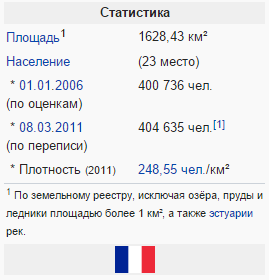 Статистика
Площадь1 1628,43 км²
Население (23 место)
* 01.01.2006 400 736 чел.
(по оценкам)
* 08.03.2011 404 635 чел.[1]
(по переписи)
* Плотность (2011) 248,55 чел./км²
1 По земельному реестру, исключая озёра, пруды и
ледники площадью более 1 км², а также эстуарии
рек.